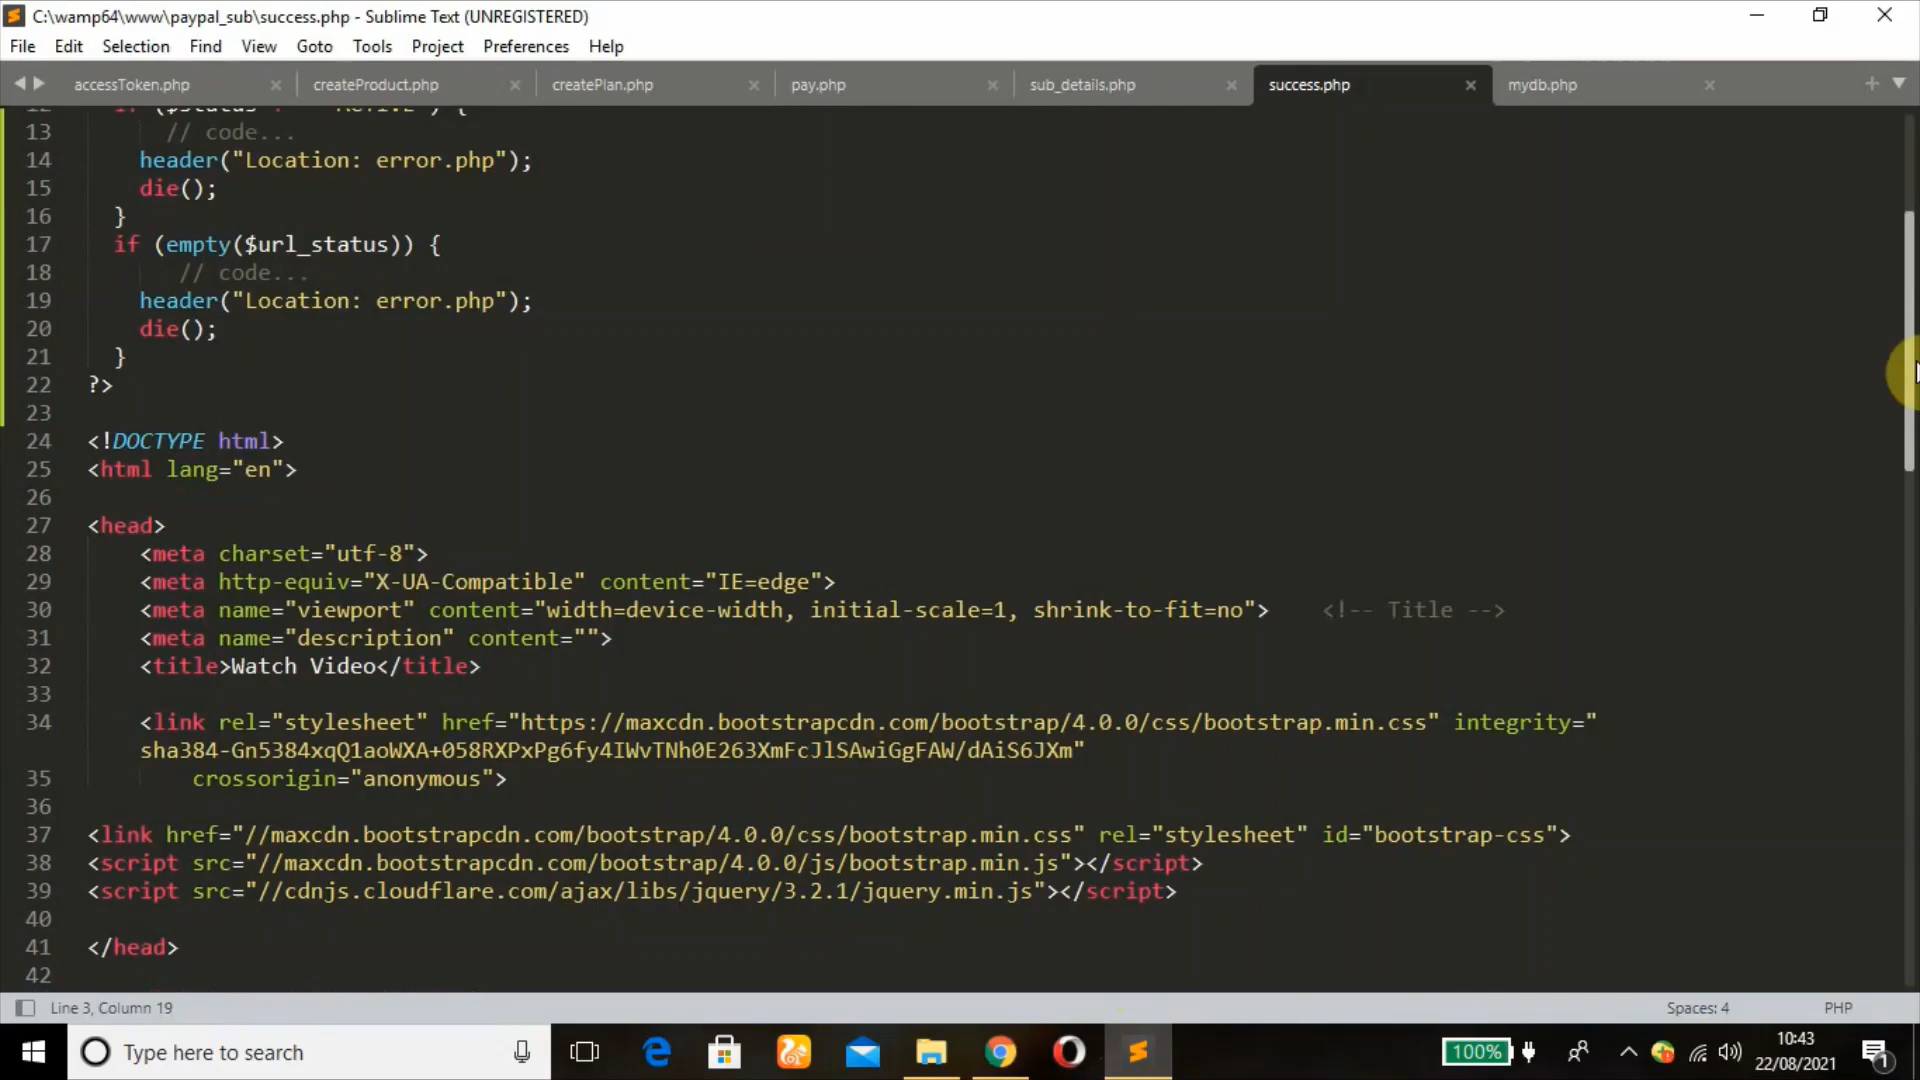 C:\wamp64\www\paypal_sub\success.php - Sublime Text (UNREGISTERED)
File Edit Selection Find View Goto Tools Project Preferences Help
accessToken.php createProduct.php createPlan.php pay.php sub_details.php success.php mydb.php
13 // code...
14 header("Location: error.php");
15 die();
16 }
17 if (empty($url_status)) {
18 // code...
19 header("Location: error.php");
20 die();
21 }
22 ?>
23
24 <!DOCTYPE html>
25 <html lang="en">
26
27 <head>
28 <meta charset="utf-8">
29 <meta http-equiv="X-UA-Compatible" content="IE=edge">
30 <meta name="viewport" content="width=device-width, initial-scale=1, shrink-to-fit=no"> <!-- Title -->
31 <meta name="description" content="">
32 <title>Watch Video</title>
33
34 <link rel="stylesheet" href="https://maxcdn.bootstrapcdn.com/bootstrap/4.0.0/css/bootstrap.min.css" integrity="
sha384-Gn5384xqQ1aoWXA+058RXPxPg6fy4IWvTNh0E263XmFcJlSAwiGgFAW/dAiS6JXm"
35 crossorigin="anonymous">
36
37 <link href="//maxcdn.bootstrapcdn.com/bootstrap/4.0.0/css/bootstrap.min.css" rel="stylesheet" id="bootstrap-css">
38 <script src="//maxcdn.bootstrapcdn.com/bootstrap/4.0.0/js/bootstrap.min.js"></script>
39 <script src="//cdnjs.cloudflare.com/ajax/libs/jquery/3.2.1/jquery.min.js"></script>
40
41 </head>
42
Line 3, Column 19 Spaces: 4 PHP
Type here to search 100% 10:43
22/08/2021 1